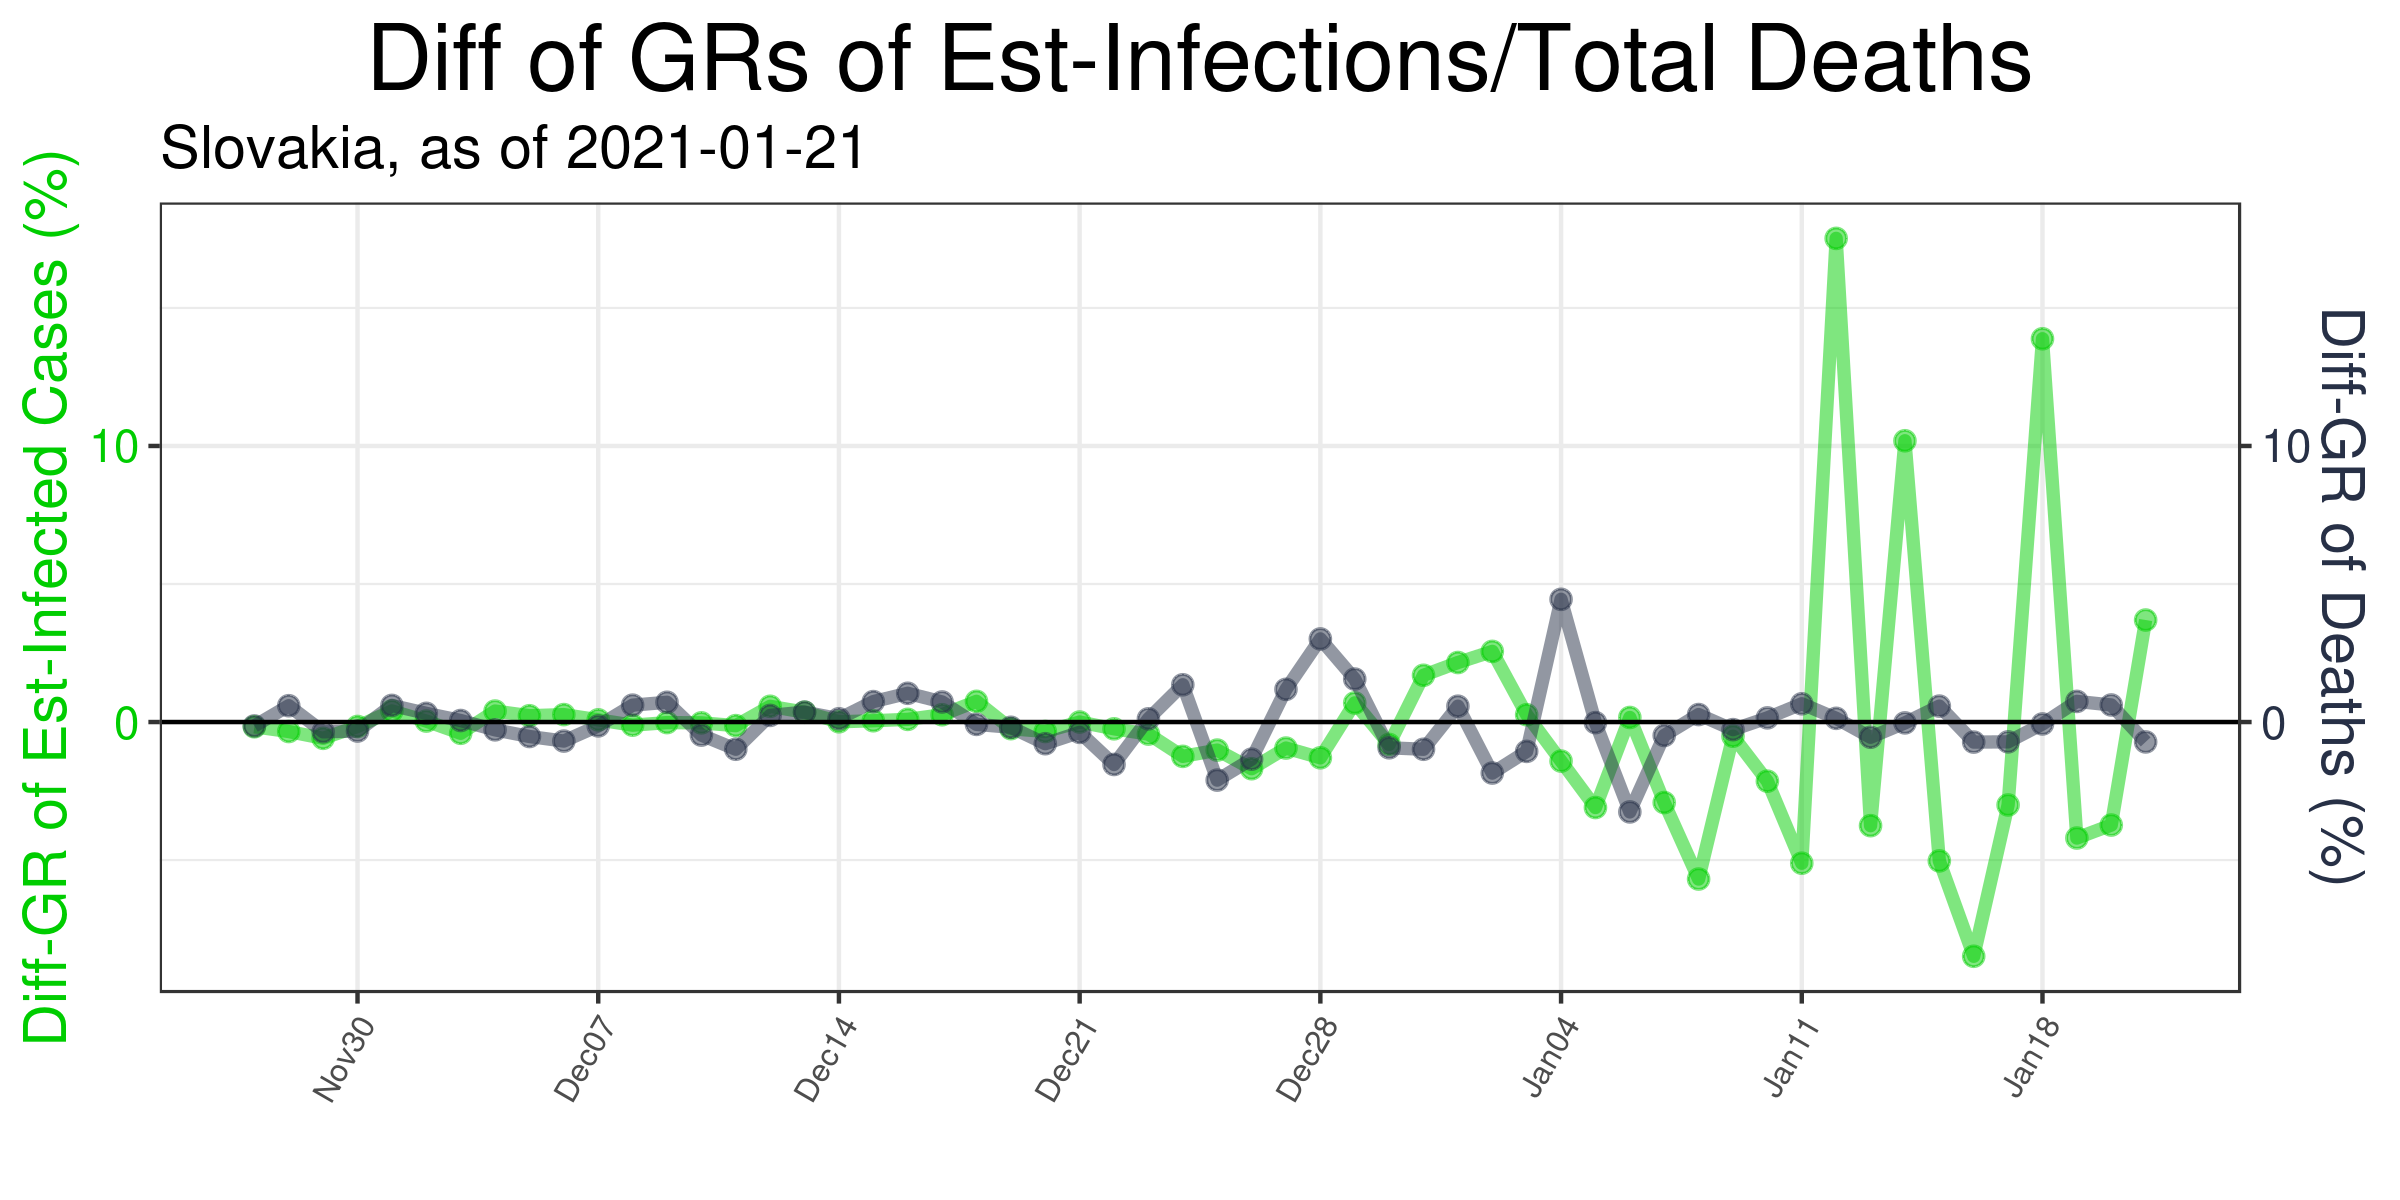 Diff of GRs of Est-Infections/Total Deaths
Slovakia, as of 2021-01-21
Diff-GR of Est-Infected Cases (%)
10
0
10
0
Diff-GR of Deaths (%)
Nov30
Dec07
Dec14
Dec21
Dec28
Jan04
Jan11
Jan18